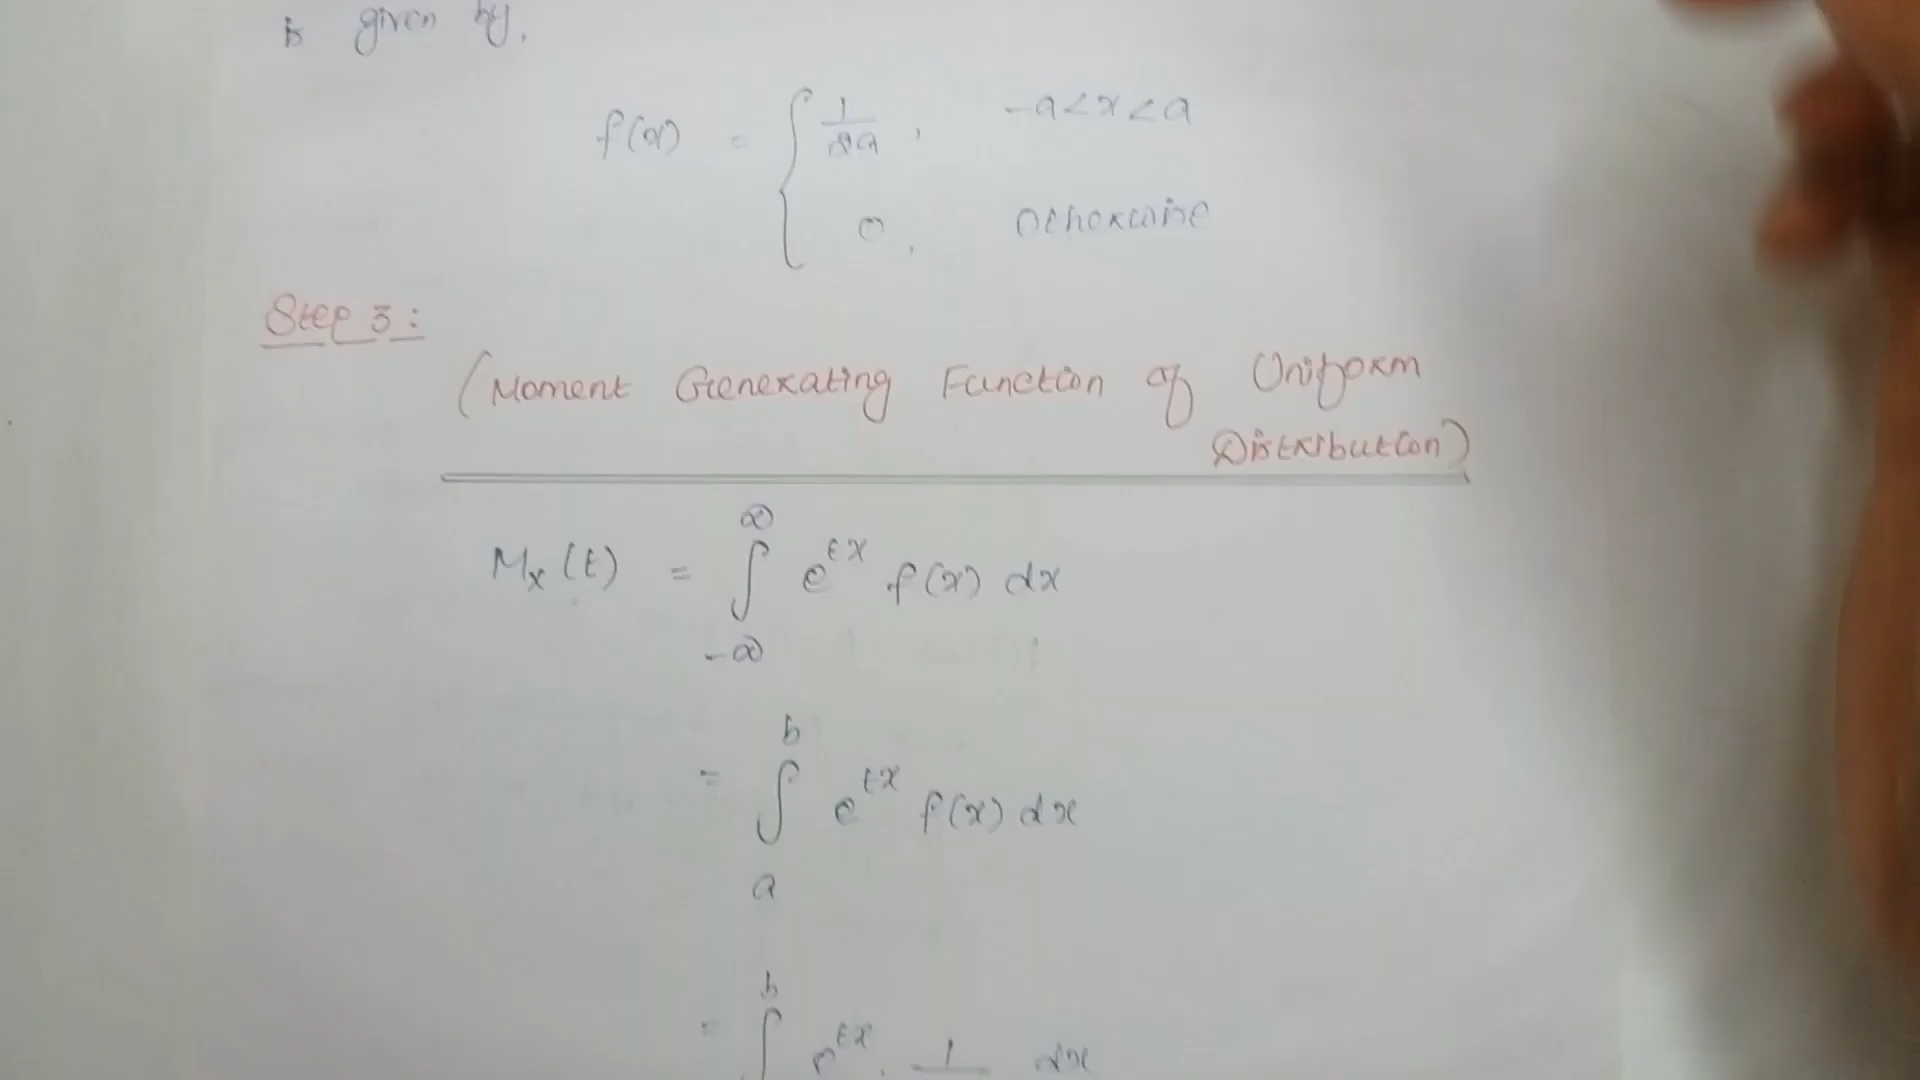 is given by,
f(x) = { 1/2a , -a<x<a
0 , otherwise
Step 3:
(Moment Generating Function of Uniform
Distribution)
Mx(t) = ∫_{-∞}^{∞} e^{tx} f(x) dx
= ∫_{a}^{b} e^{tx} f(x) dx
= ∫^{b} e^{tx} . 1 dx